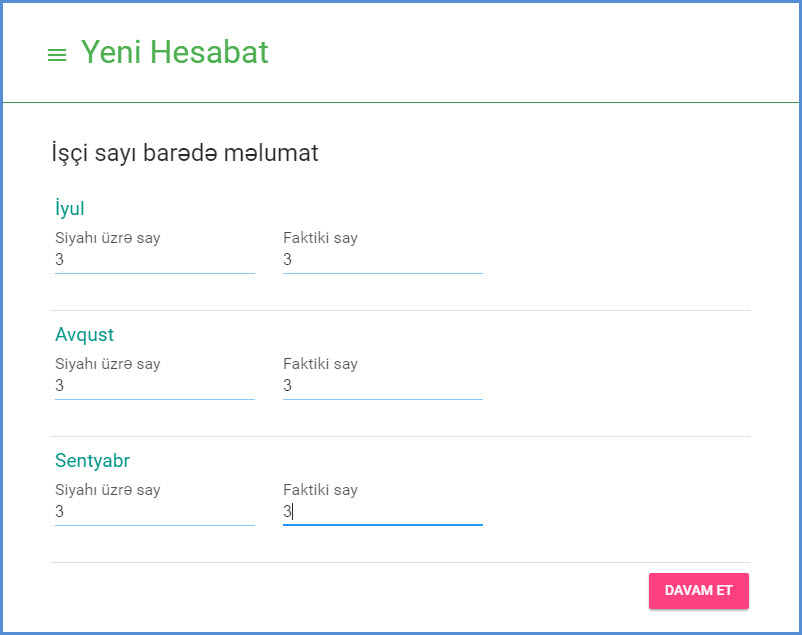 Yeni Hesabat
İşçi sayı barədə məlumat
İyul
Siyahı üzrə say Faktiki say
3 3
Avqust
Siyahı üzrə say Faktiki say
3 3
Sentyabr
Siyahı üzrə say Faktiki say
3 3
DAVAM ET